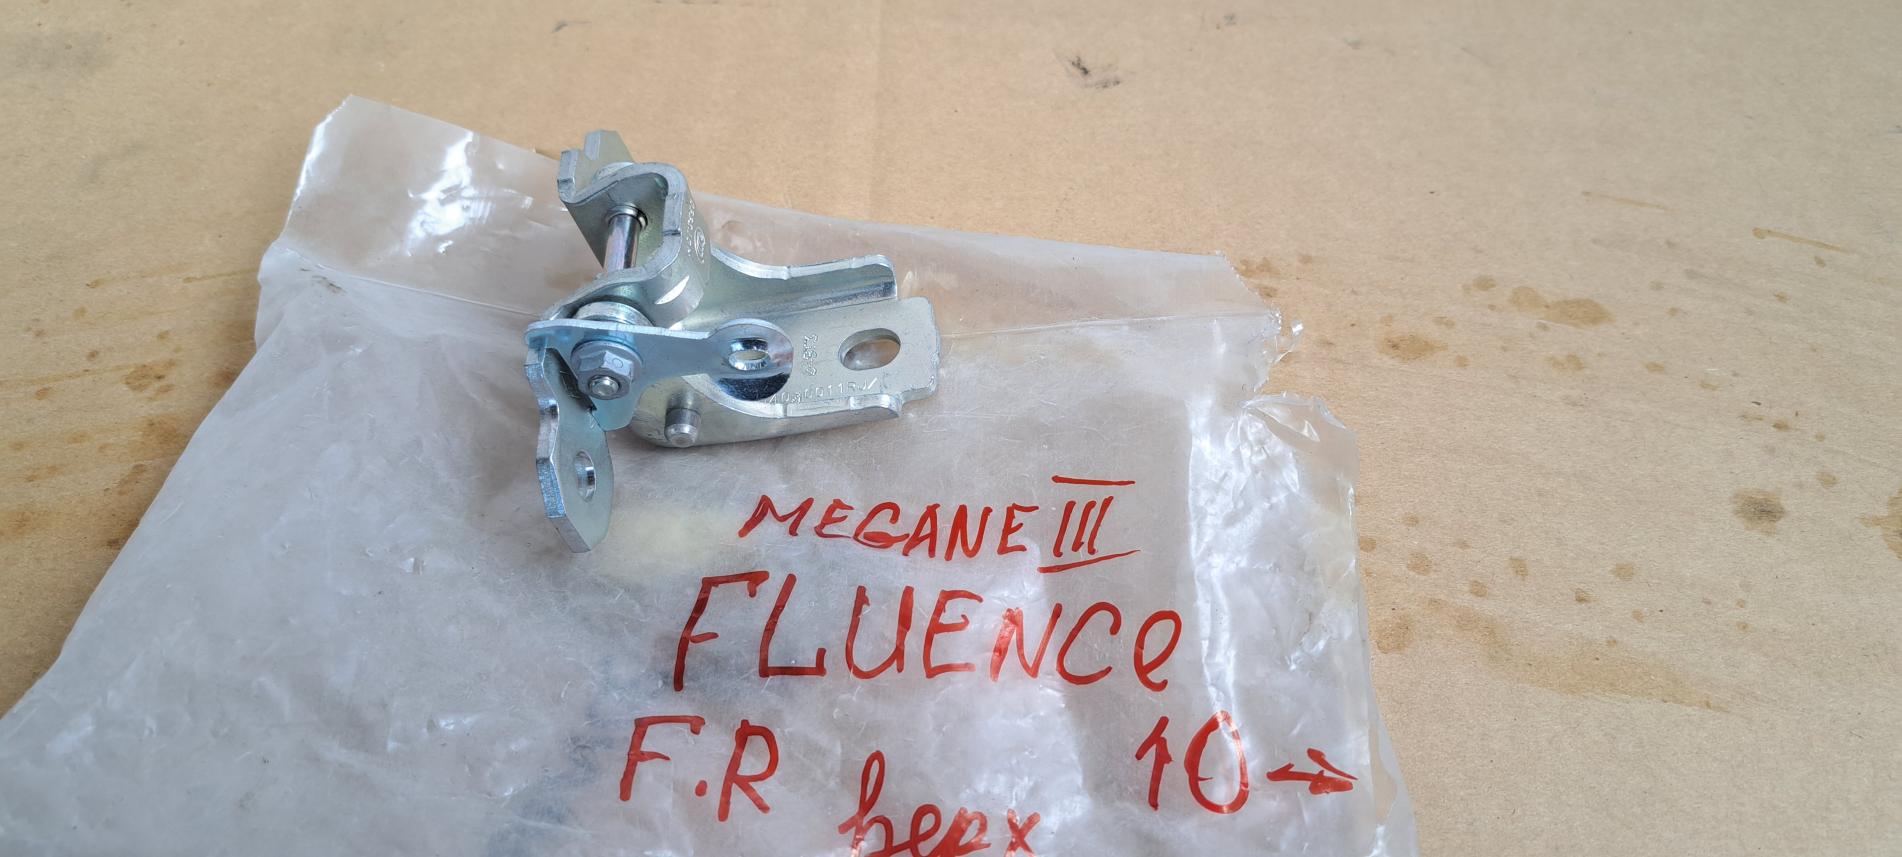 MEGANE III
FLUENCe
F.R 10 →
верх